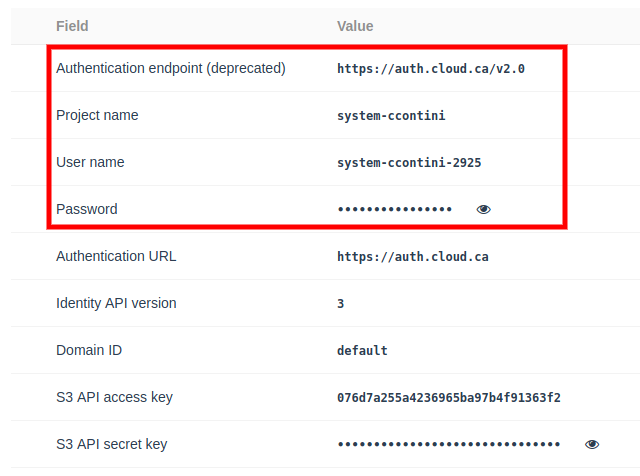 Field Value
Authentication endpoint (deprecated) https://auth.cloud.ca/v2.0
Project name system-ccontini
User name system-ccontini-2925
Password ••••••••••••••••
Authentication URL https://auth.cloud.ca
Identity API version 3
Domain ID default
S3 API access key 076d7a255a4236965ba97b4f91363f2
S3 API secret key •••••••••••••••••••••••••••••••